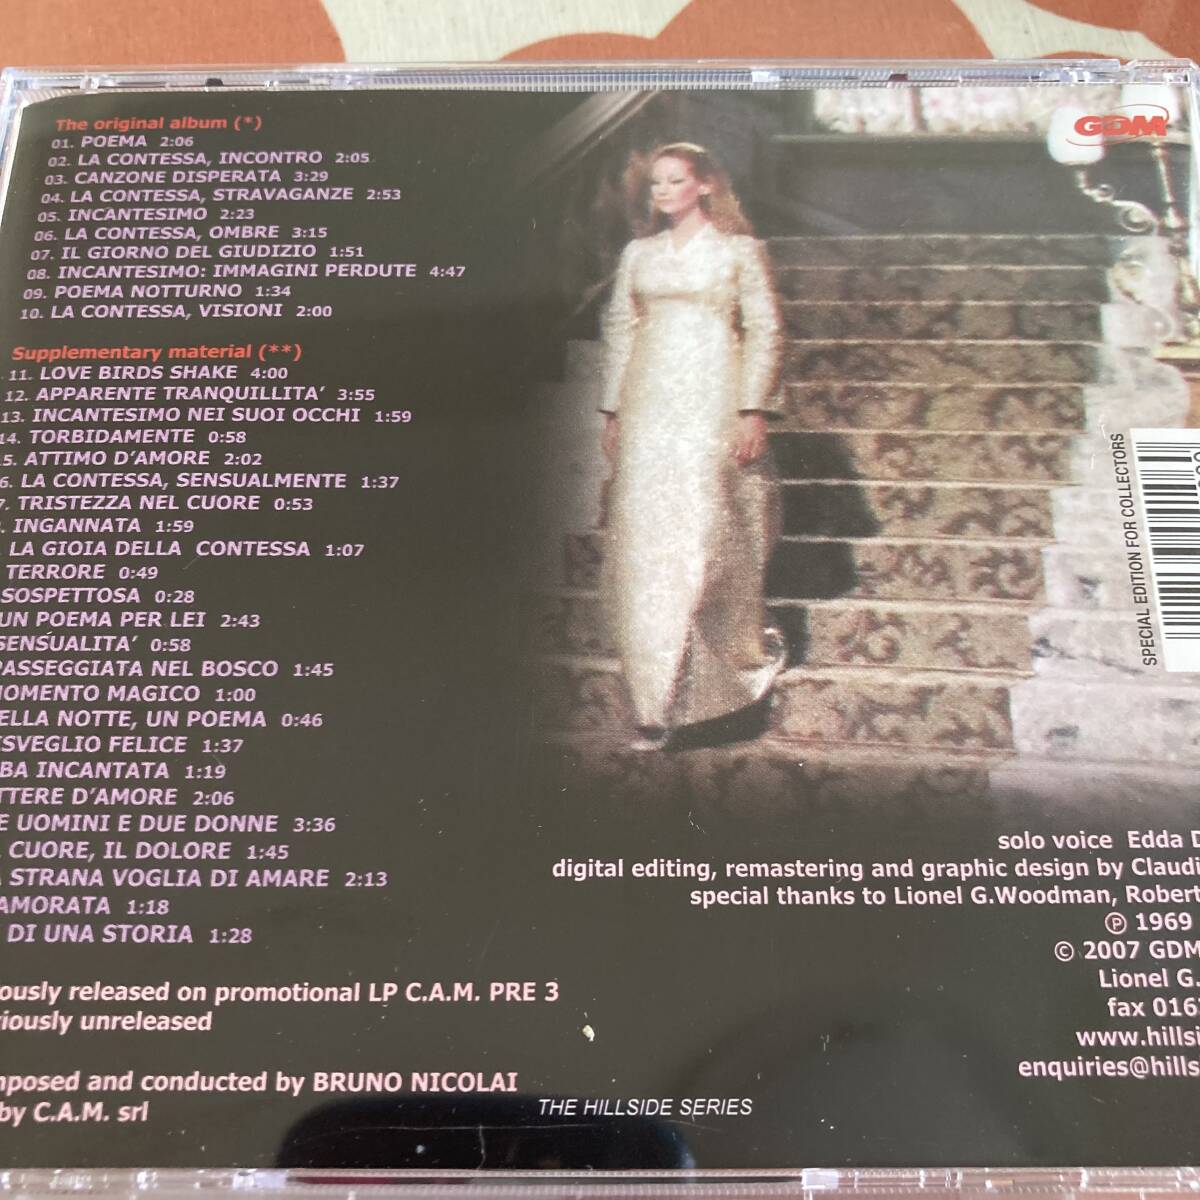 The original album (*)
01. POEMA 2:06
02. LA CONTESSA, INCONTRO 2:05
03. CANZONE DISPERATA 3:29
04. LA CONTESSA, STRAVAGANZE 2:53
05. INCANTESIMO 2:23
06. LA CONTESSA, OMBRE 3:15
07. IL GIORNO DEL GIUDIZIO 1:51
08. INCANTESIMO: IMMAGINI PERDUTE 4:47
09. POEMA NOTTURNO 1:34
10. LA CONTESSA, VISIONI 2:00
Supplementary material (**)
11. LOVE BIRDS SHAKE 4:00
12. APPARENTE TRANQUILLITA' 3:55
13. INCANTESIMO NEI SUOI OCCHI 1:59
14. TORBIDAMENTE 0:58
5. ATTIMO D'AMORE 2:02
6. LA CONTESSA, SENSUALMENTE 1:37
7. TRISTEZZA NEL CUORE 0:53
. INGANNATA 1:59
. LA GIOIA DELLA CONTESSA 1:07
TERRORE 0:49
SOSPETTOSA 0:28
UN POEMA PER LEI 2:43
SENSUALITA' 0:58
PASSEGGIATA NEL BOSCO 1:45
MOMENTO MAGICO 1:00
ELLA NOTTE, UN POEMA 0:46
ISVEGLIO FELICE 1:37
BA INCANTATA 1:19
TTERE D'AMORE 2:06
E UOMINI E DUE DONNE 3:36
CUORE, IL DOLORE 1:45
STRANA VOGLIA DI AMARE 2:13
AMORATA 1:18
DI UNA STORIA 1:28
ously released on promotional LP C.A.M. PRE 3
iously unreleased
mposed and conducted by BRUNO NICOLAI
by C.A.M. srl
GDM
SPECIAL EDITION FOR COLLECTORS
solo voice Edda D
digital editing, remastering and graphic design by Claudi
special thanks to Lionel G.Woodman, Robert
℗ 1969
© 2007 GDM
Lionel G.
fax 016
www.hillsi
enquiries@hills
THE HILLSIDE SERIES